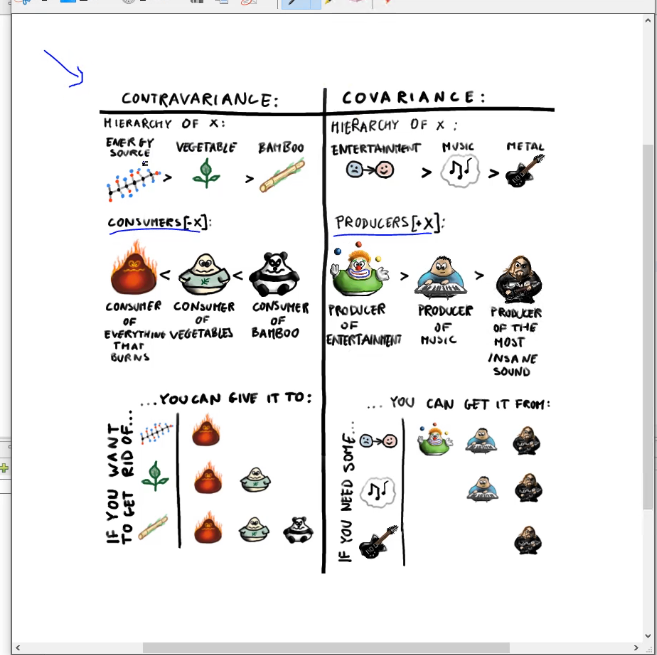 CONTRAVARIANCE:
HIERARCHY OF X:
ENERGY
SOURCE
VEGETABLE
BAMBOO
>
>
CONSUMERS[-X]:
<
<
CONSUMER
OF
EVERYTHING
THAT
BURNS
CONSUMER
OF
VEGETABLES
CONSUMER
OF
BAMBOO
...YOU CAN GIVE IT TO:
IF YOU WANT
TO GET RID OF...
COVARIANCE:
HIERARCHY OF X:
ENTERTAINMENT
MUSIC
METAL
>
>
PRODUCERS[+X]:
>
>
PRODUCER
OF
ENTERTAINMENT
PRODUCER
OF
MUSIC
PRODUCER
OF THE
MOST
INSANE
SOUND
... YOU CAN GET IT FROM:
IF YOU NEED SOME...